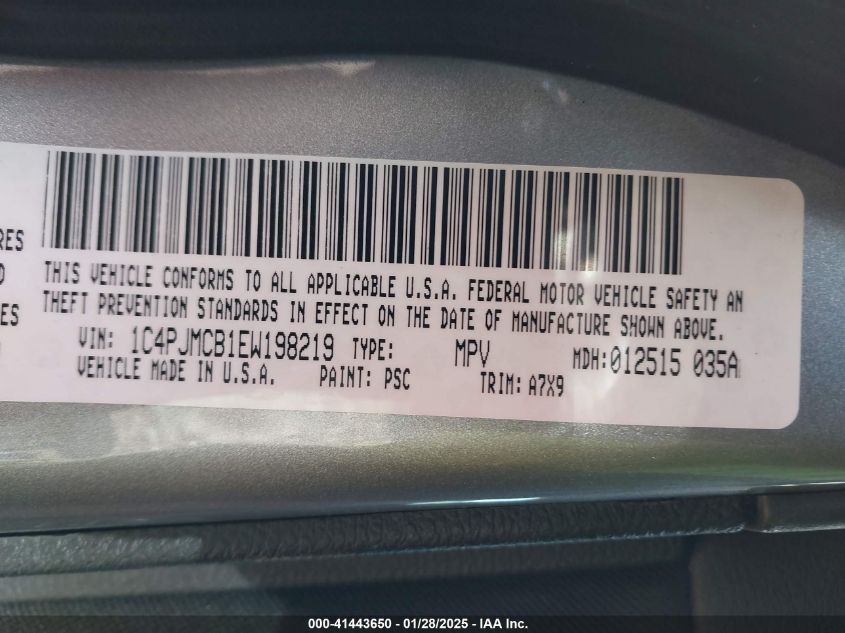 RES
THIS VEHICLE CONFORMS TO ALL APPLICABLE U.S.A. FEDERAL MOTOR VEHICLE SAFETY AN
ES
THEFT PREVENTION STANDARDS IN EFFECT ON THE DATE OF MANUFACTURE SHOWN ABOVE.
VIN: 1C4PJMCB1EW198219 TYPE: MPV MDH:012515 035A
VEHICLE MADE IN U.S.A. PAINT: PSC TRIM: A7X9
000-41443650 - 01/28/2025 - IAA Inc.